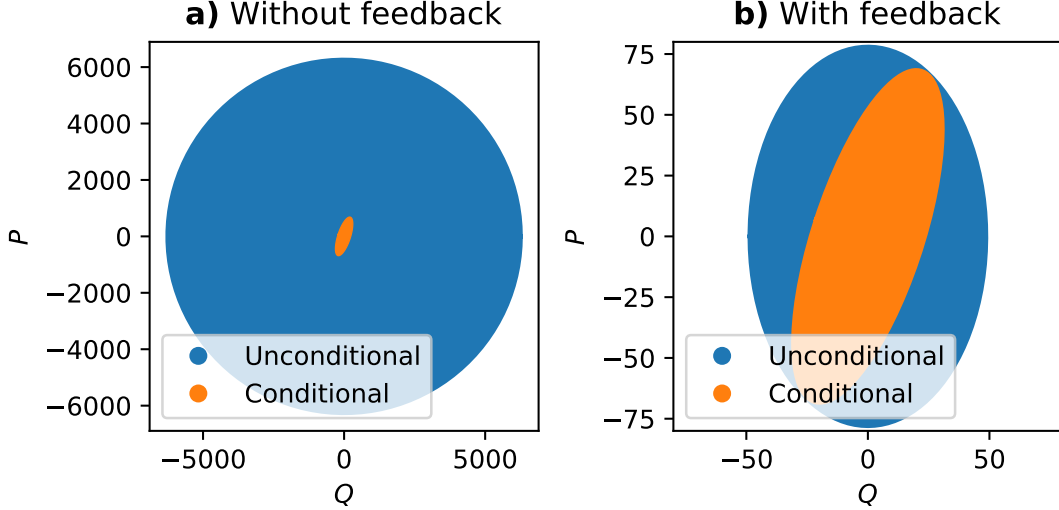 a) Without feedback
P
6000
4000
2000
0
−2000
−4000
−6000
Unconditional
Conditional
−5000 0 5000
Q
b) With feedback
P
75
50
25
0
−25
−50
−75
Unconditional
Conditional
−50 0 50
Q